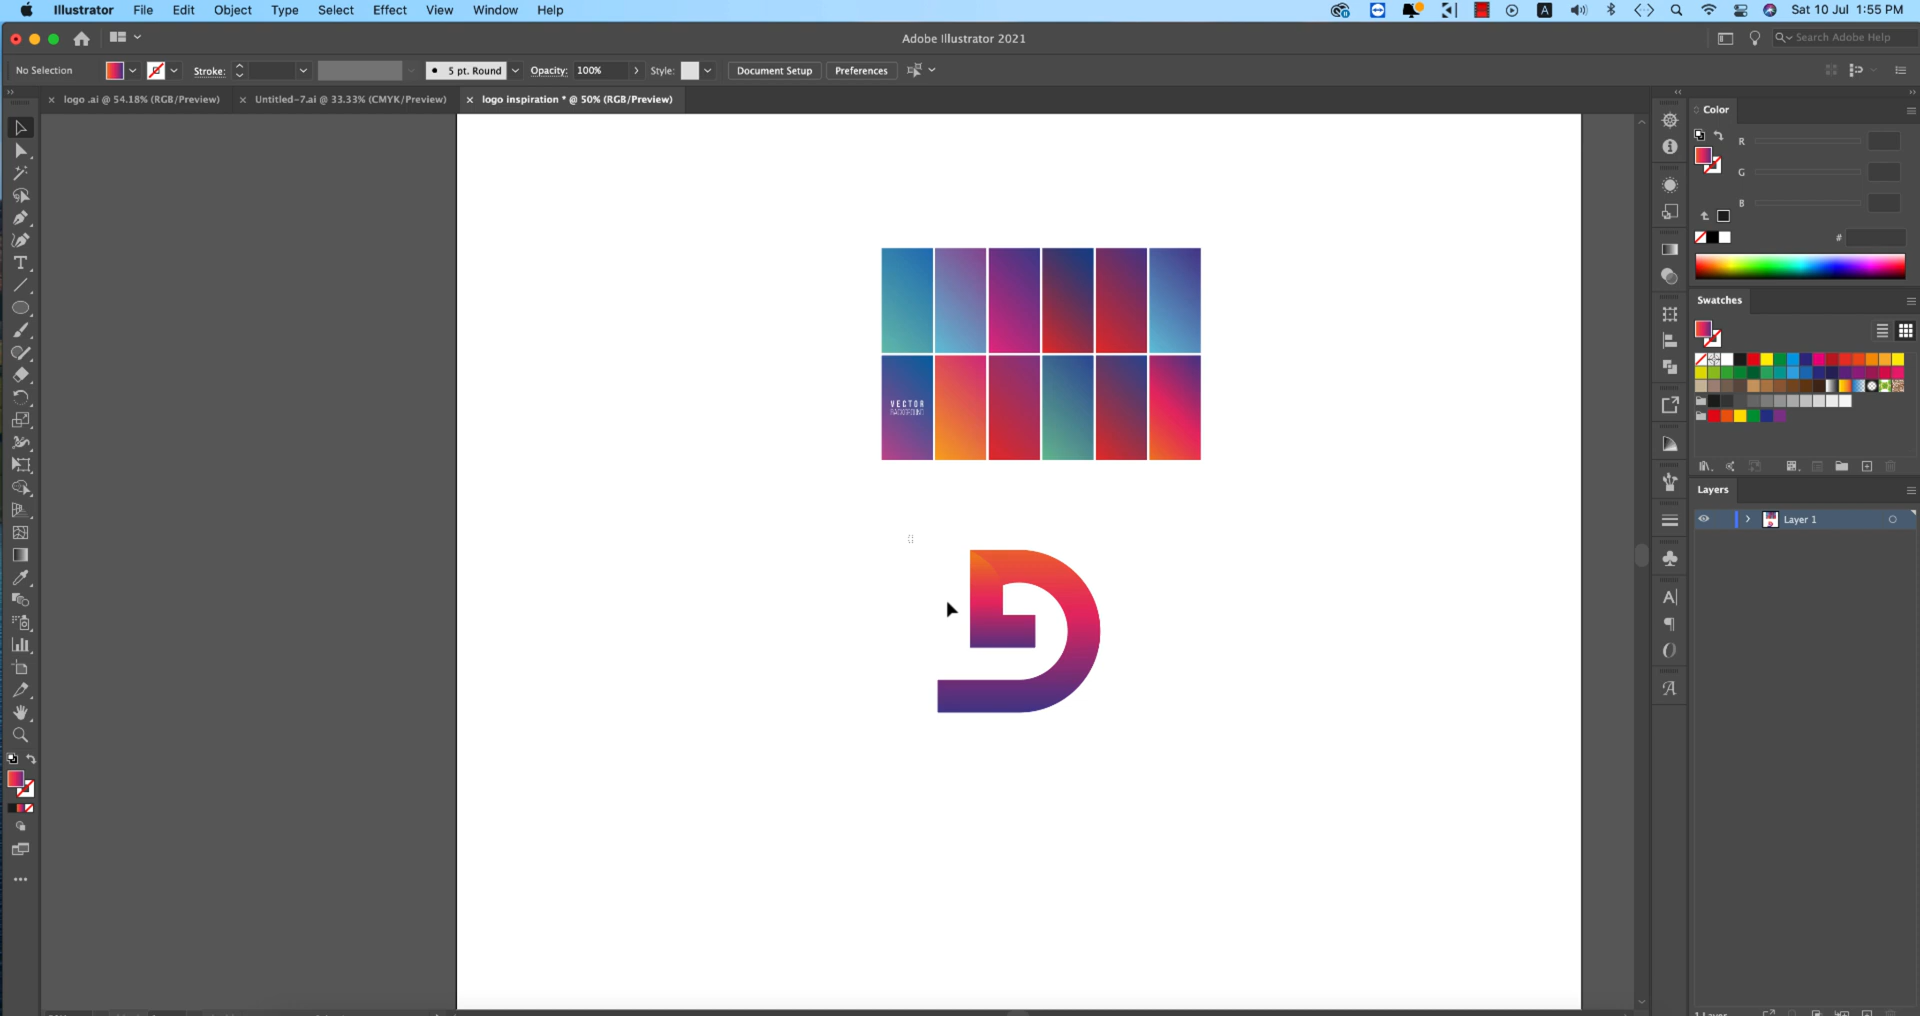 Illustrator File Edit Object Type Select Effect View Window Help
Sat 10 Jul 1:55 PM
Adobe Illustrator 2021
Search Adobe Help
No Selection
Stroke:
5 pt. Round
Opacity: 100%
Style:
Document Setup
Preferences
logo .ai @ 54.18% (RGB/Preview)
Untitled-7.ai @ 33.33% (CMYK/Preview)
logo inspiration * @ 50% (RGB/Preview)
Color
R
G
B
#
Swatches
VECTOR
BACKGROUND
Layers
Layer 1
1 Layer